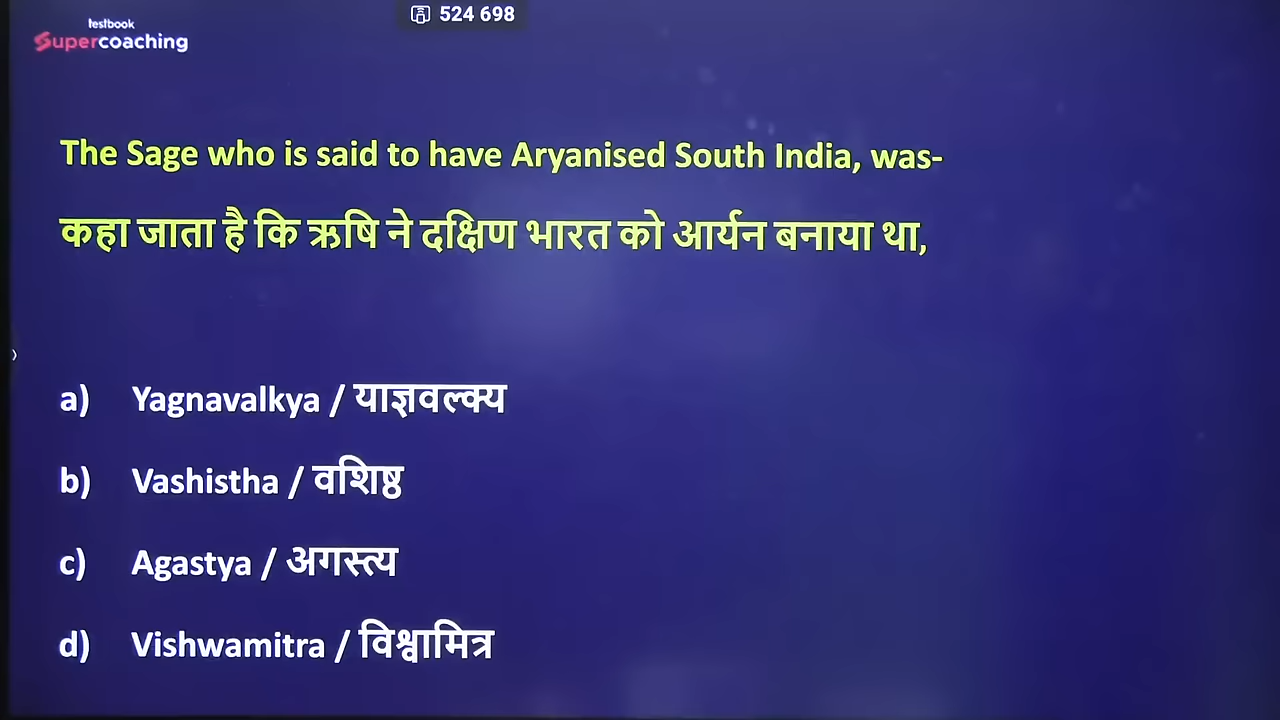 testbook
Supercoaching
524 698
The Sage who is said to have Aryanised South India, was-
कहा जाता है कि ऋषि ने दक्षिण भारत को आर्यन बनाया था,
a) Yagnavalkya / याज्ञवल्क्य
b) Vashistha / वशिष्ठ
c) Agastya / अगस्त्य
d) Vishwamitra / विश्वामित्र